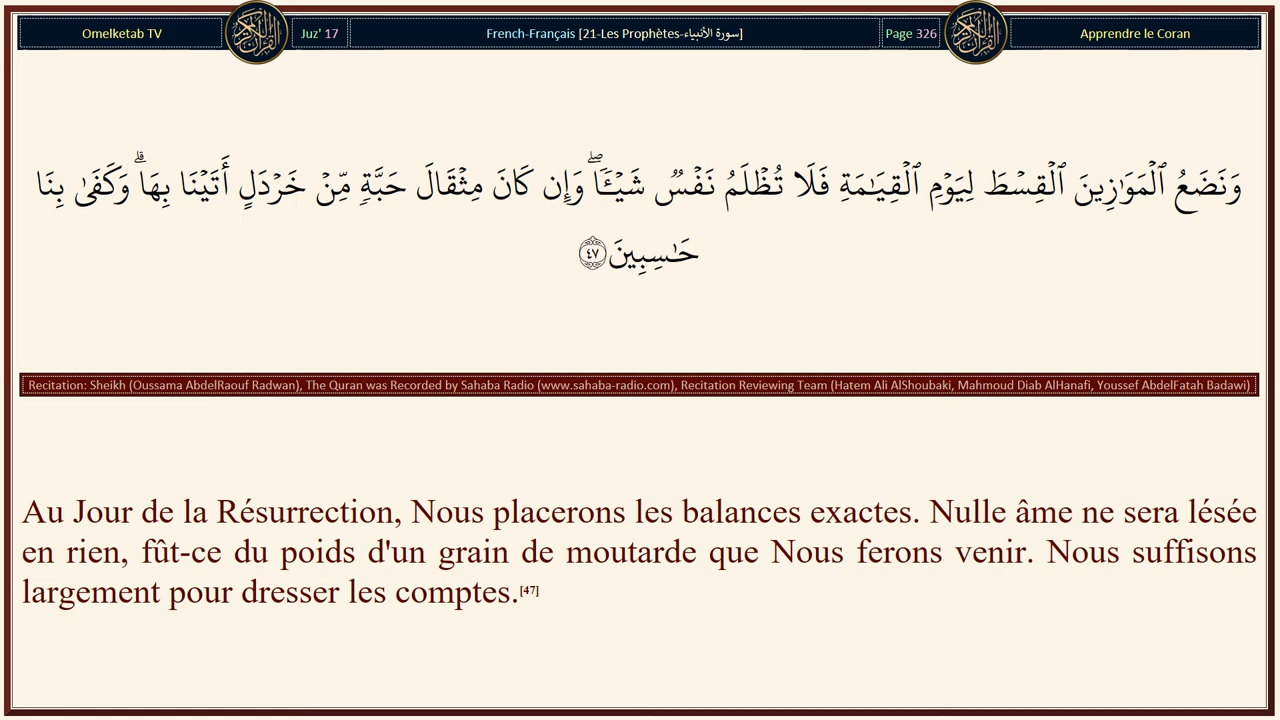 Omelketab TV
Juz' 17
French-Français [21-Les Prophètes-سورة الأنبياء]
Page 326
Apprendre le Coran
وَنَضَعُ ٱلۡمَوَٰزِينَ ٱلۡقِسۡطَ لِيَوۡمِ ٱلۡقِيَٰمَةِ فَلَا تُظۡلَمُ نَفۡسٞ شَيۡـٔٗاۖ وَإِن كَانَ مِثۡقَالَ حَبَّةٖ مِّنۡ خَرۡدَلٍ أَتَيۡنَا بِهَاۗ وَكَفَىٰ بِنَا
حَٰسِبِينَ ٤٧
Recitation: Sheikh (Oussama AbdelRaouf Radwan), The Quran was Recorded by Sahaba Radio (www.sahaba-radio.com), Recitation Reviewing Team (Hatem Ali AlShoubaki, Mahmoud Diab AlHanafi, Youssef AbdelFatah Badawi)
Au Jour de la Résurrection, Nous placerons les balances exactes. Nulle âme ne sera lésée
en rien, fût-ce du poids d'un grain de moutarde que Nous ferons venir. Nous suffisons
largement pour dresser les comptes.[47]